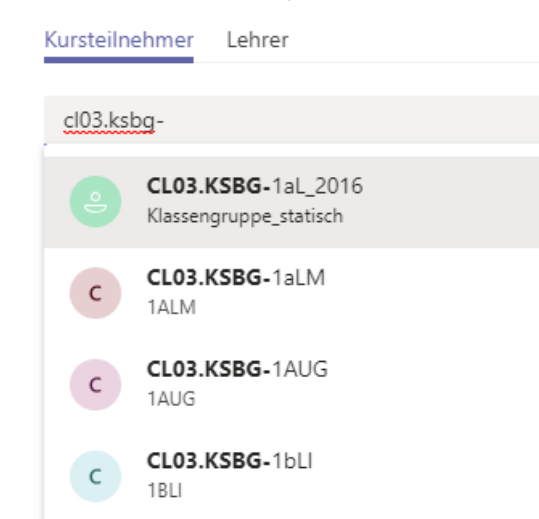 Kursteilnehmer Lehrer
cl03.ksbg-
CL03.KSBG-1aL_2016
Klassengruppe_statisch
C CL03.KSBG-1aLM
1ALM
C CL03.KSBG-1AUG
1AUG
C CL03.KSBG-1bLI
1BLI